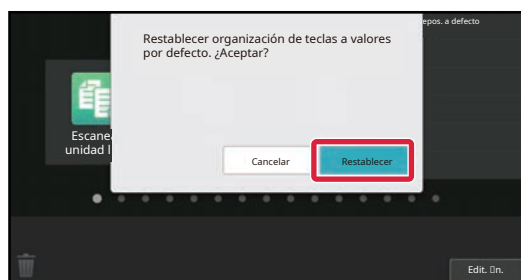 epos. a defecto
Restablecer organización de teclas a valores
por defecto. ¿Aceptar?
Escane
unidad l
Cancelar
Restablecer
Edit. ▯n.